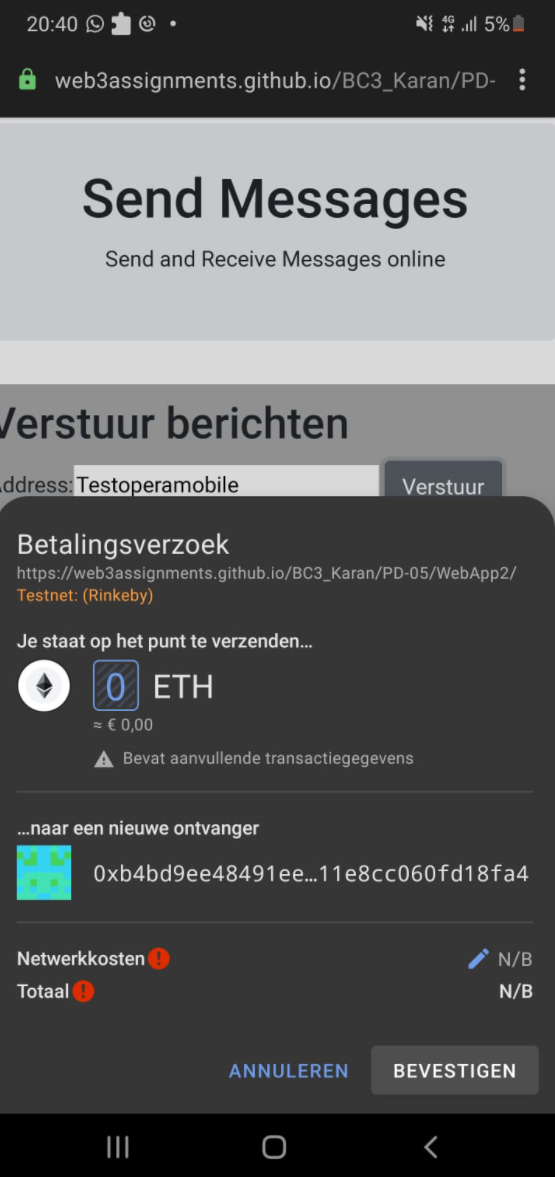 20:40 4G 5%
web3assignments.github.io/BC3_Karan/PD-
Send Messages
Send and Receive Messages online
Verstuur berichten
Address: Testoperamobile Verstuur
Betalingsverzoek
https://web3assignments.github.io/BC3_Karan/PD-05/WebApp2/
Testnet: (Rinkeby)
Je staat op het punt te verzenden...
0 ETH
≈ € 0,00
Bevat aanvullende transactiegegevens
...naar een nieuwe ontvanger
0xb4bd9ee48491ee...11e8cc060fd18fa4
Netwerkkosten N/B
Totaal N/B
ANNULEREN BEVESTIGEN